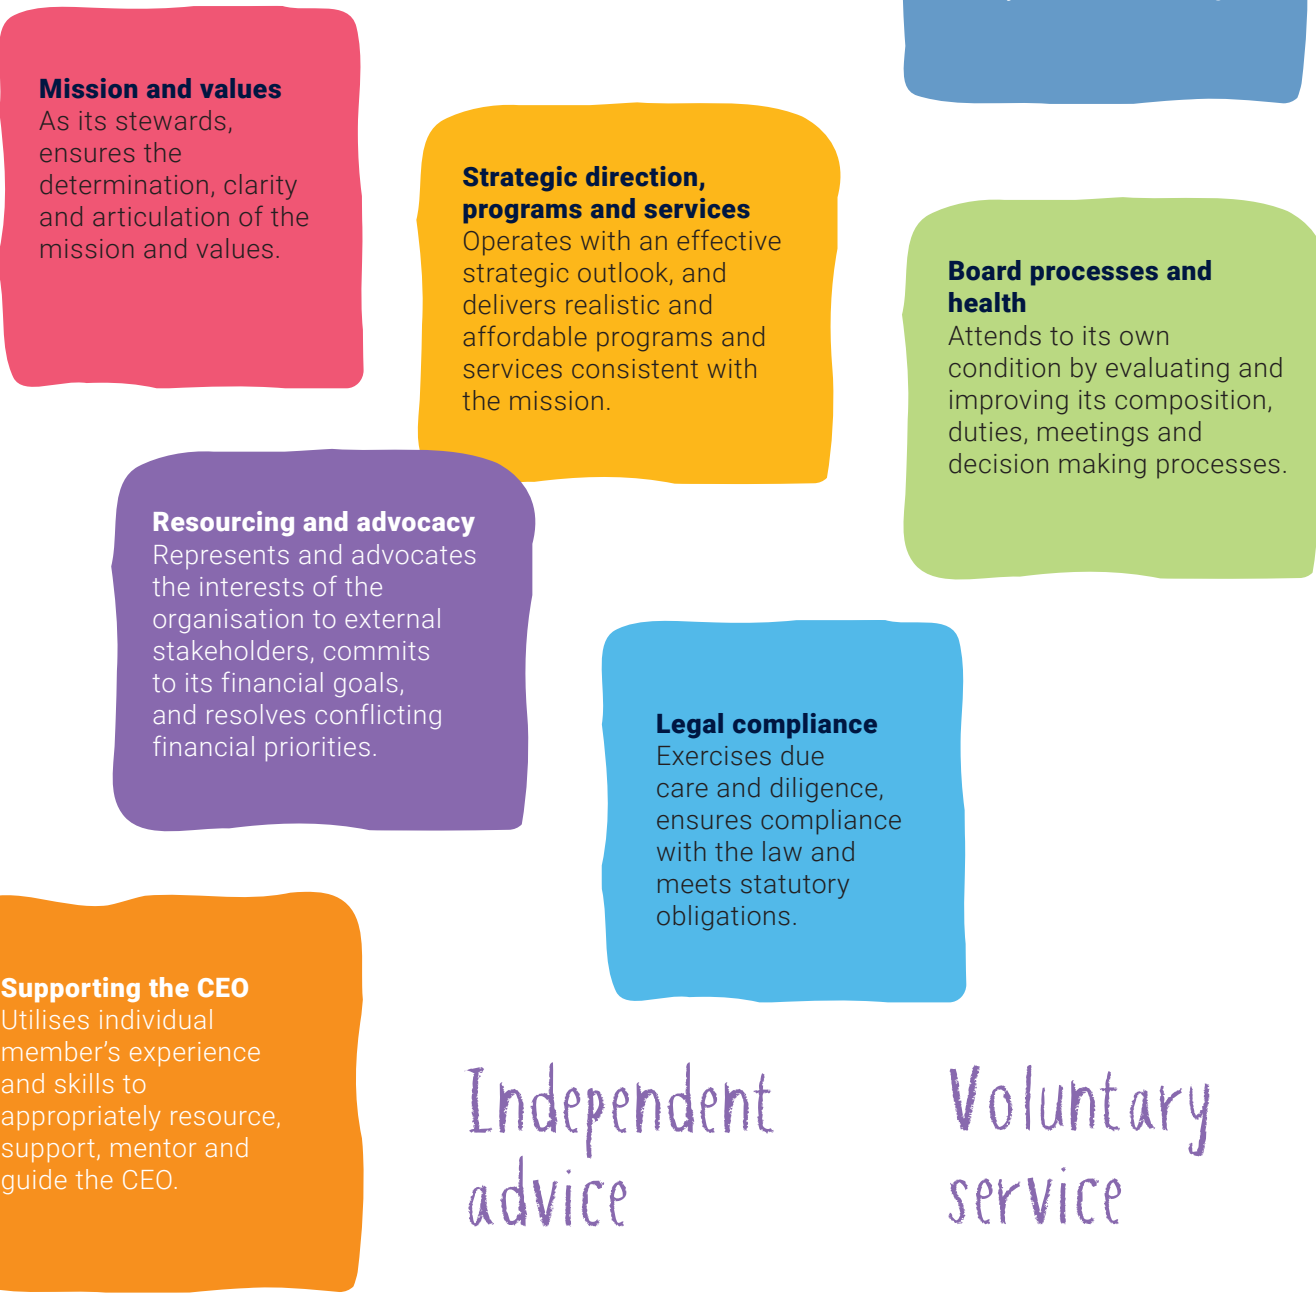 Mission and values
As its stewards,
ensures the
determination, clarity
and articulation of the
mission and values.
Strategic direction,
programs and services
Operates with an effective
strategic outlook, and
delivers realistic and
affordable programs and
services consistent with
the mission.
Board processes and
health
Attends to its own
condition by evaluating and
improving its composition,
duties, meetings and
decision making processes.
Resourcing and advocacy
Represents and advocates
the interests of the
organisation to external
stakeholders, commits
to its financial goals,
and resolves conflicting
financial priorities.
Legal compliance
Exercises due
care and diligence,
ensures compliance
with the law and
meets statutory
obligations.
Supporting the CEO
Utilises individual
member’s experience
and skills to
appropriately resource,
support, mentor and
guide the CEO.
Independent
advice
Voluntary
service